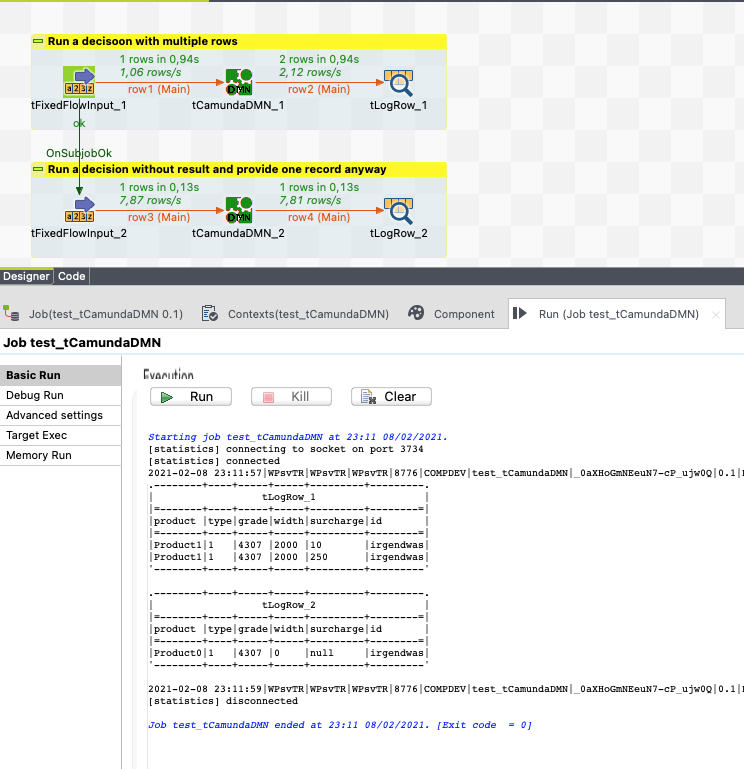 Run a decisoon with multiple rows
1 rows in 0,94s
2 rows in 0,94s
1,06 rows/s
2,12 rows/s
row1 (Main)
row2 (Main)
tFixedFlowInput_1
tCamundaDMN_1
tLogRow_1
ok
OnSubjobOk
Run a decision without result and provide one record anyway
1 rows in 0,13s
1 rows in 0,13s
7,87 rows/s
7,81 rows/s
row3 (Main)
row4 (Main)
tFixedFlowInput_2
tCamundaDMN_2
tLogRow_2
Designer Code
Job(test_tCamundaDMN 0.1) Contexts(test_tCamundaDMN) Component Run (Job test_tCamundaDMN)
Job test_tCamundaDMN
Basic Run
Debug Run
Advanced settings
Target Exec
Memory Run
Execution
Run Kill Clear
Starting job test_tCamundaDMN at 23:11 08/02/2021.
[statistics] connecting to socket on port 3734
[statistics] connected
2021-02-08 23:11:57|WPsvTR|WPsvTR|WPsvTR|8776|COMPDEV|test_tCamundaDMN|_0aXHoGmNEeuN7-cP_ujw0Q|0.1|
.--------+----+-----+-----+---------+--------.
| tLogRow_1 |
|=-------+----+-----+-----+---------+-------=|
|product |type|grade|width|surcharge|id |
|=-------+----+-----+-----+---------+-------=|
|Product1|1 |4307 |2000 |10 |irgendwas|
|Product1|1 |4307 |2000 |250 |irgendwas|
'--------+----+-----+-----+---------+--------'
.--------+----+-----+-----+---------+--------.
| tLogRow_2 |
|=-------+----+-----+-----+---------+-------=|
|product |type|grade|width|surcharge|id |
|=-------+----+-----+-----+---------+-------=|
|Product0|1 |4307 |0 |null |irgendwas|
'--------+----+-----+-----+---------+--------'
2021-02-08 23:11:59|WPsvTR|WPsvTR|WPsvTR|8776|COMPDEV|test_tCamundaDMN|_0aXHoGmNEeuN7-cP_ujw0Q|0.1|
[statistics] disconnected
Job test_tCamundaDMN ended at 23:11 08/02/2021. [Exit code = 0]